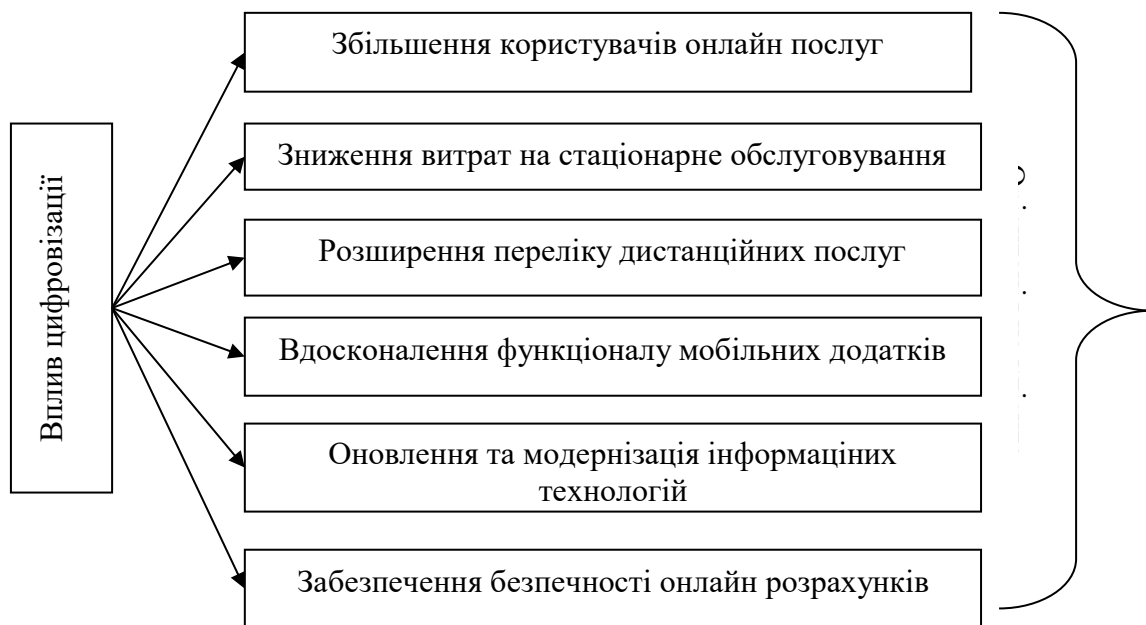 Вплив цифровізації
Збільшення користувачів онлайн послуг
Зниження витрат на стаціонарне обслуговування
Розширення переліку дистанційних послуг
Вдосконалення функціоналу мобільних додатків
Оновлення та модернізація інформаціних
технологій
Забезпечення безпечності онлайн розрахунків